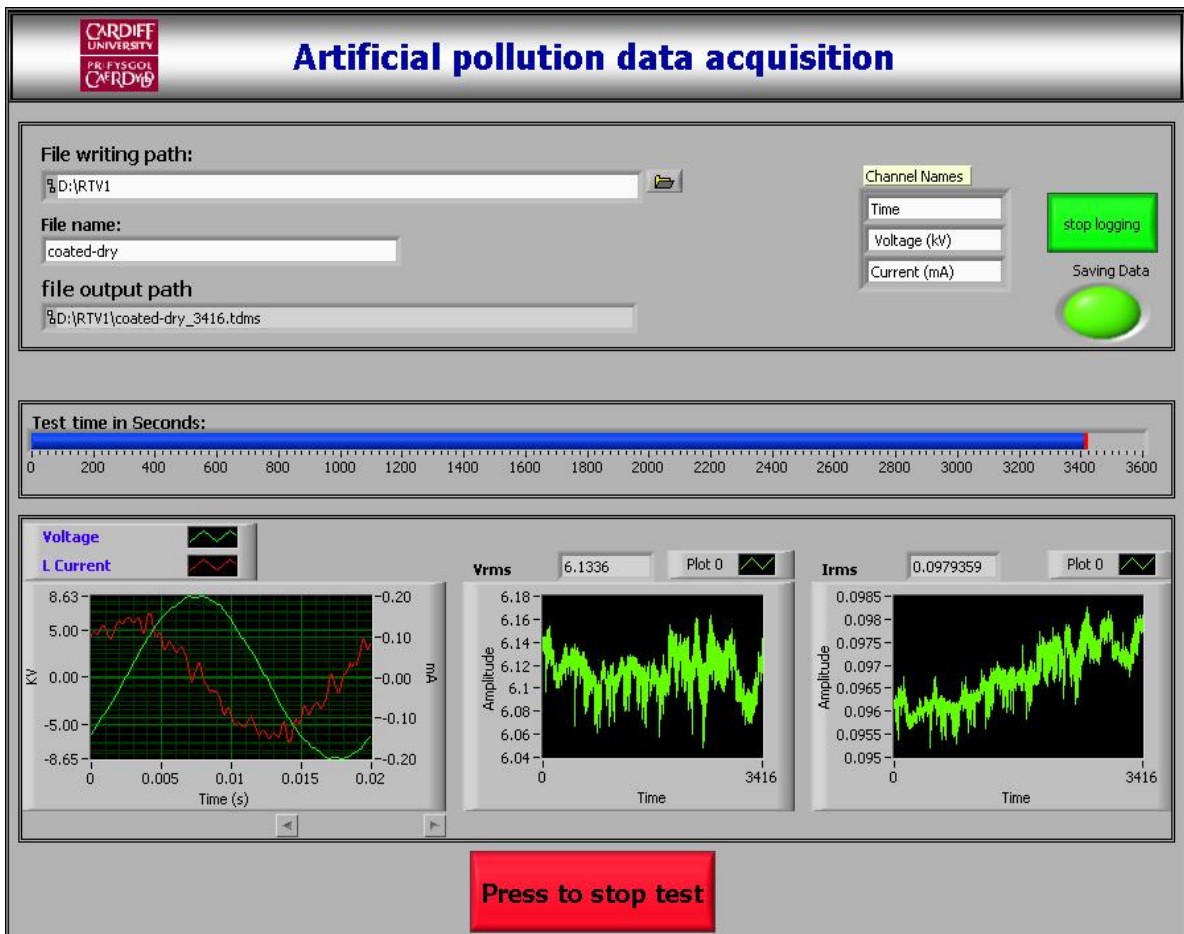 CARDIFF
UNIVERSITY
PRIFYSGOL
CAERDYDD
Artificial pollution data acquisition
File writing path:
D:\RTV1
File name:
coated-dry
file output path
D:\RTV1\coated-dry_3416.tdms
Channel Names
Time
Voltage (kV)
Current (mA)
stop logging
Saving Data
Test time in Seconds:
0 200 400 600 800 1000 1200 1400 1600 1800 2000 2200 2400 2600 2800 3000 3200 3400 3600
Voltage
L Current
8.63
5.00
0.00
-5.00
-8.65
KV
-0.20
-0.10
-0.00
--0.10
--0.20
mA
0 0.005 0.01 0.015 0.02
Time (s)
Vrms 6.1336 Plot 0
6.18
6.16
6.14
6.12
6.1
6.08
6.06
6.04
Amplitude
0 3416
Time
Irms 0.0979359 Plot 0
0.0985
0.098
0.0975
0.097
0.0965
0.096
0.0955
0.095
Amplitude
0 3416
Time
Press to stop test